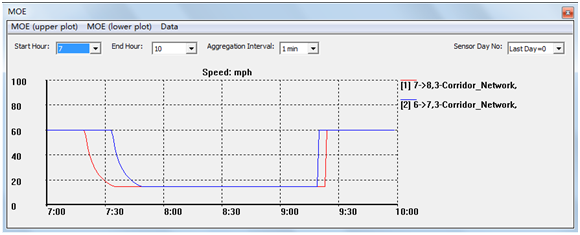 MOE
MOE (upper plot) MOE (lower plot) Data
Start Hour: 7 End Hour: 10 Aggregation Interval: 1 min Sensor Day No: Last Day=0
Speed: mph
100
80
60
40
20
0
7:00 7:30 8:00 8:30 9:00 9:30 10:00
[1] 7->8,3-Corridor_Network,
[2] 6->7,3-Corridor_Network,